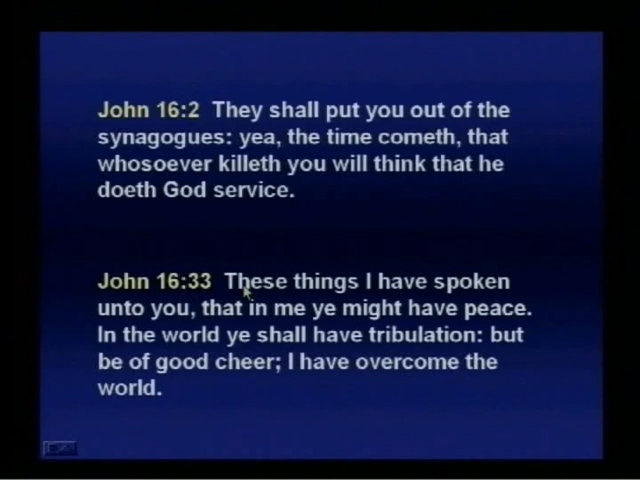 John 16:2 They shall put you out of the
synagogues: yea, the time cometh, that
whosoever killeth you will think that he
doeth God service.
John 16:33 These things I have spoken
unto you, that in me ye might have peace.
In the world ye shall have tribulation: but
be of good cheer; I have overcome the
world.